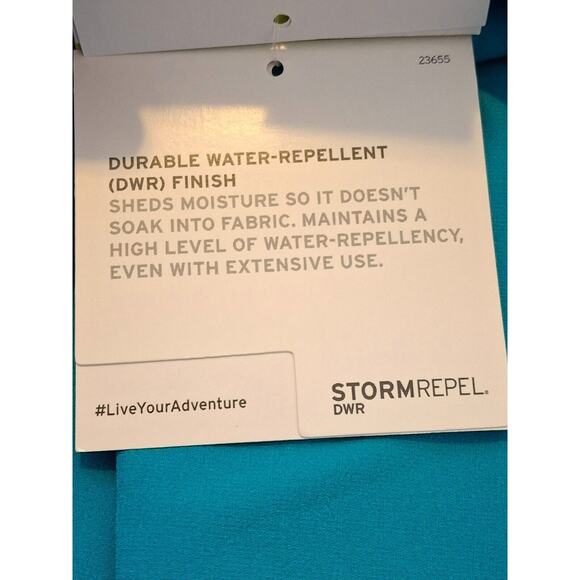 23655
DURABLE WATER-REPELLENT
(DWR) FINISH
SHEDS MOISTURE SO IT DOESN'T
SOAK INTO FABRIC. MAINTAINS A
HIGH LEVEL OF WATER-REPELLENCY,
EVEN WITH EXTENSIVE USE.
#LiveYourAdventure
STORMREPEL®
DWR